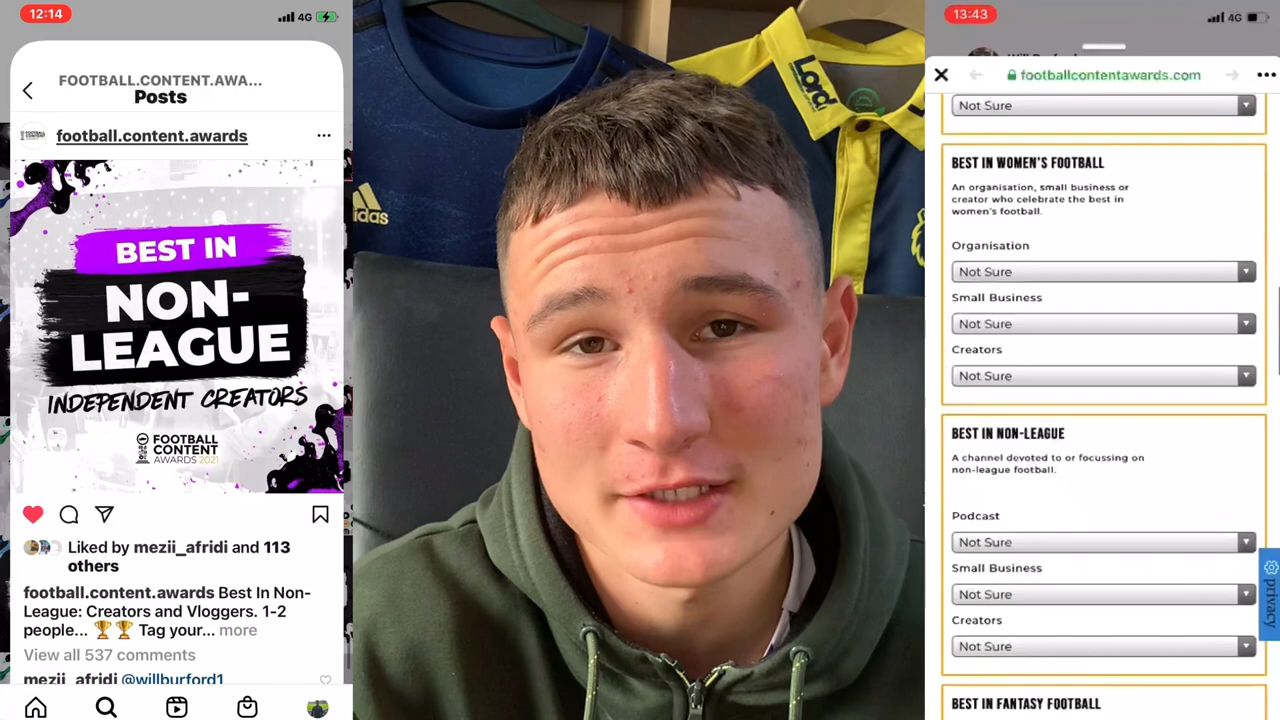 12:14
4G
FOOTBALL.CONTENT.AWA...
Posts
football.content.awards
BEST IN
NON-
LEAGUE
INDEPENDENT CREATORS
FOOTBALL
CONTENT
AWARDS 2021
Liked by mezii_afridi and 113
others
football.content.awards Best In Non-
League: Creators and Vloggers. 1-2
people... 🏆🏆 Tag your... more
View all 537 comments
mezii_afridi @willburford1
adidas
Lord
13:43
4G
footballcontentawards.com
Not Sure
BEST IN WOMEN'S FOOTBALL
An organisation, small business or
creator who celebrate the best in
women's football.
Organisation
Not Sure
Small Business
Not Sure
Creators
Not Sure
BEST IN NON-LEAGUE
A channel devoted to or focussing on
non-league football.
Podcast
Not Sure
Small Business
Not Sure
Creators
Not Sure
privacy
BEST IN FANTASY FOOTBALL